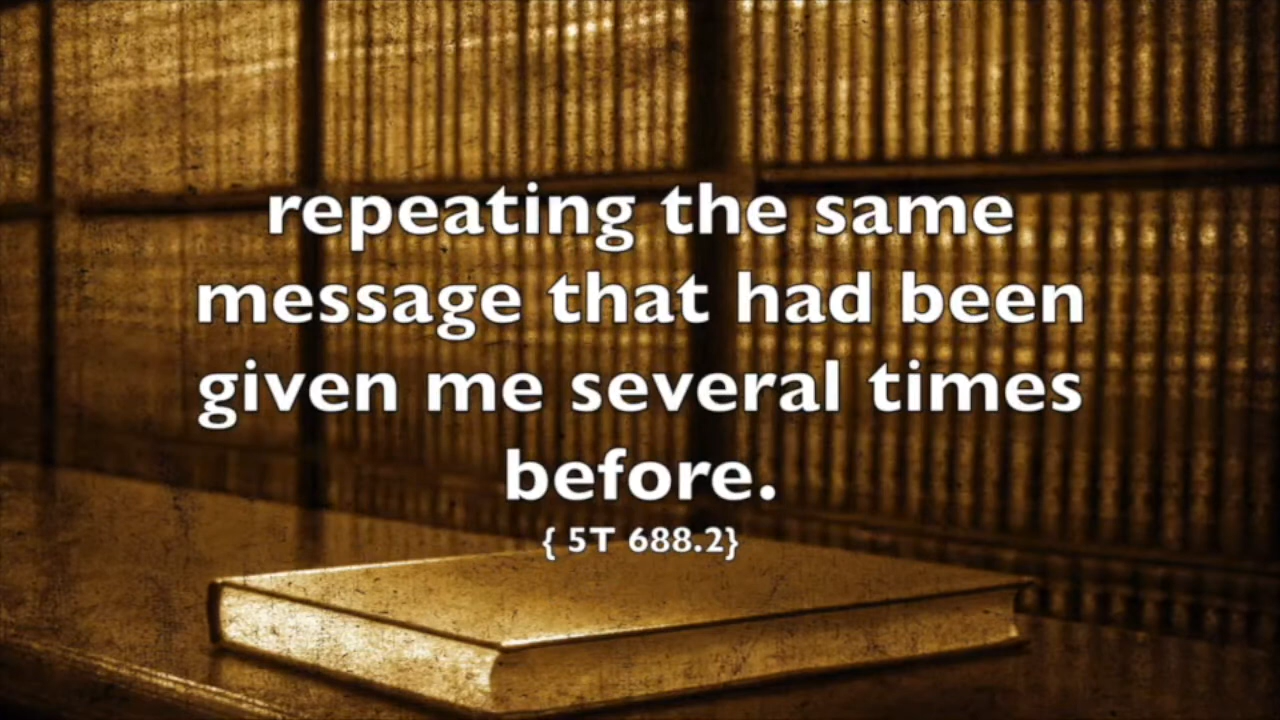 repeating the same
message that had been
given me several times
before.
{ 5T 688.2}